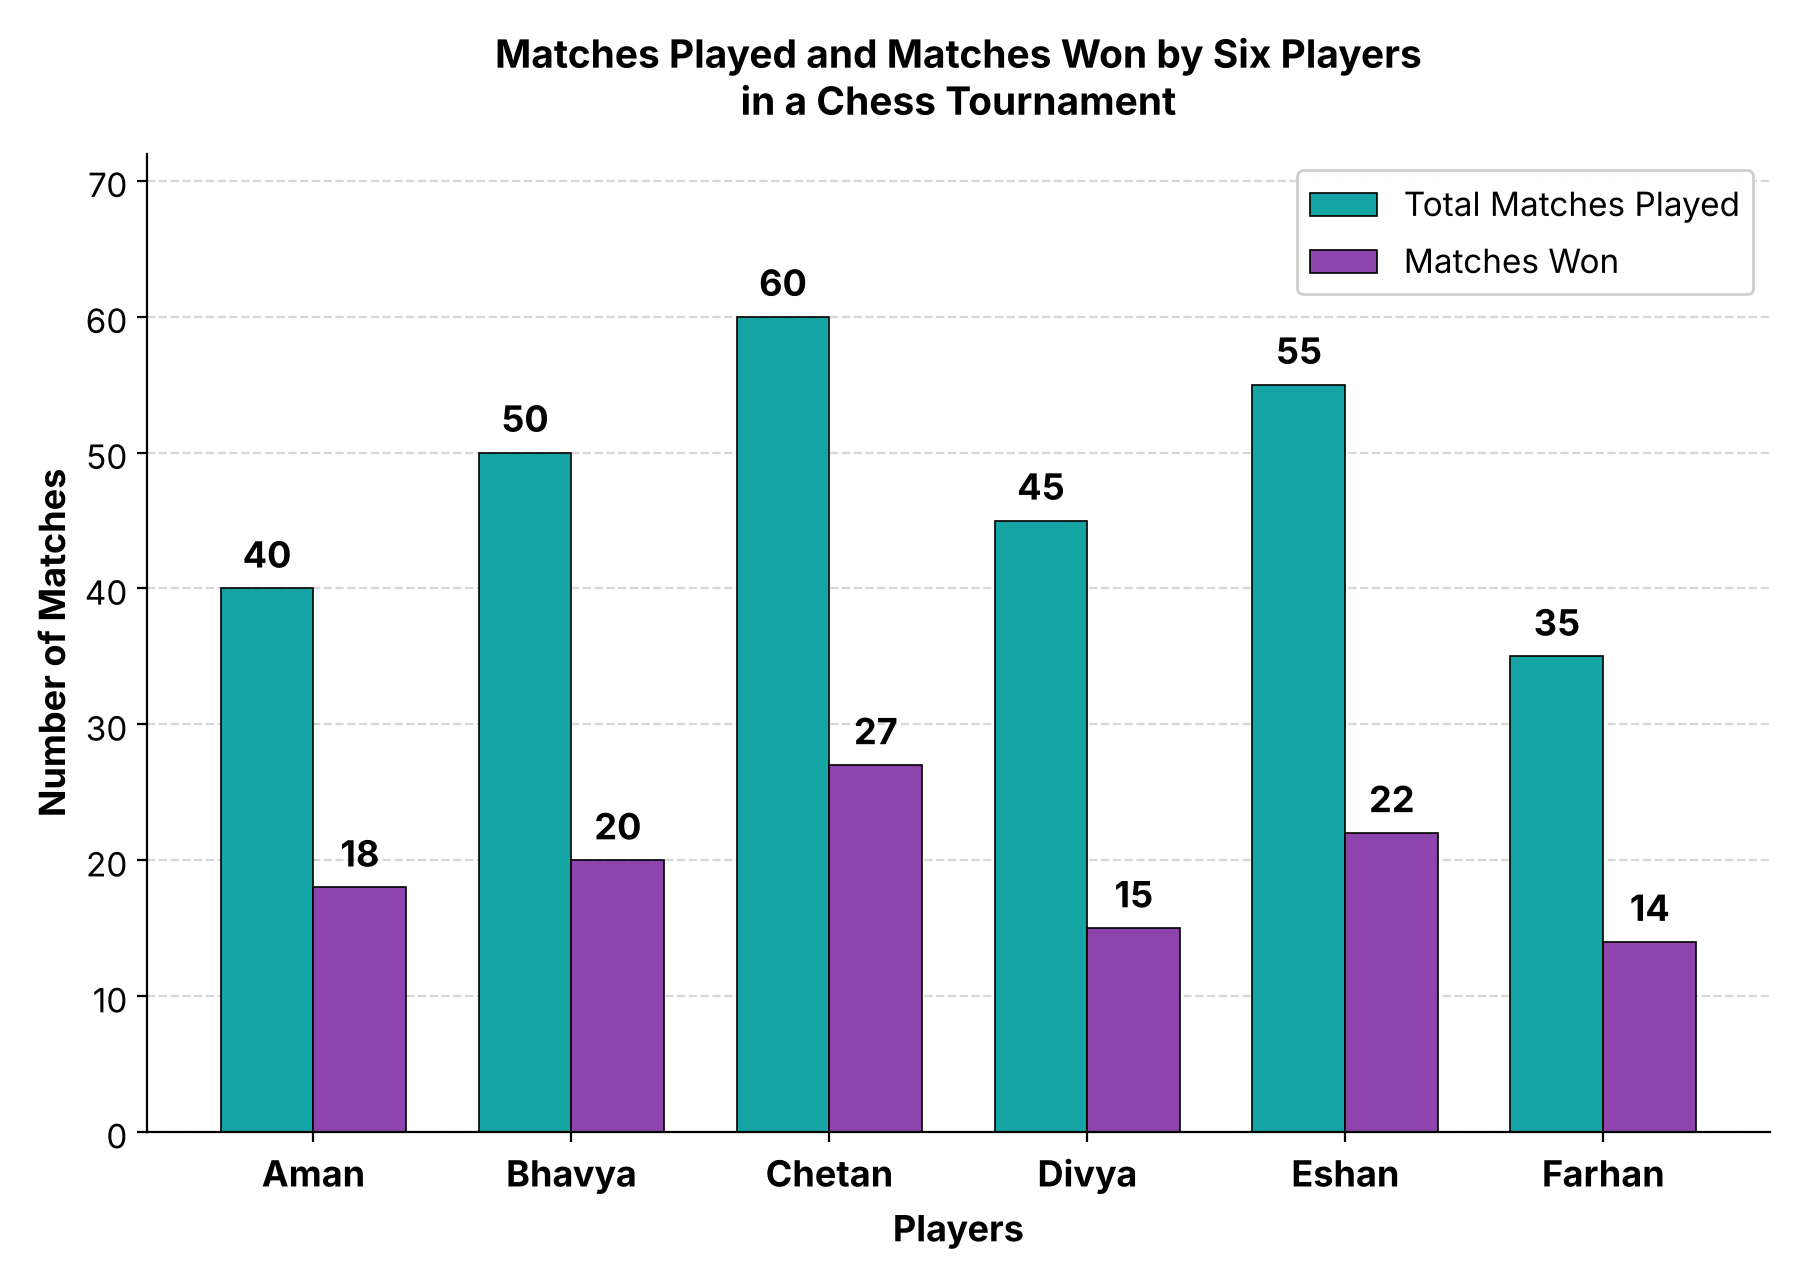 Matches Played and Matches Won by Six Players
in a Chess Tournament
Total Matches Played
Matches Won
Number of Matches
70
60
50
40
30
20
10
0
40
18
50
20
60
27
45
15
55
22
35
14
Aman
Bhavya
Chetan
Divya
Eshan
Farhan
Players